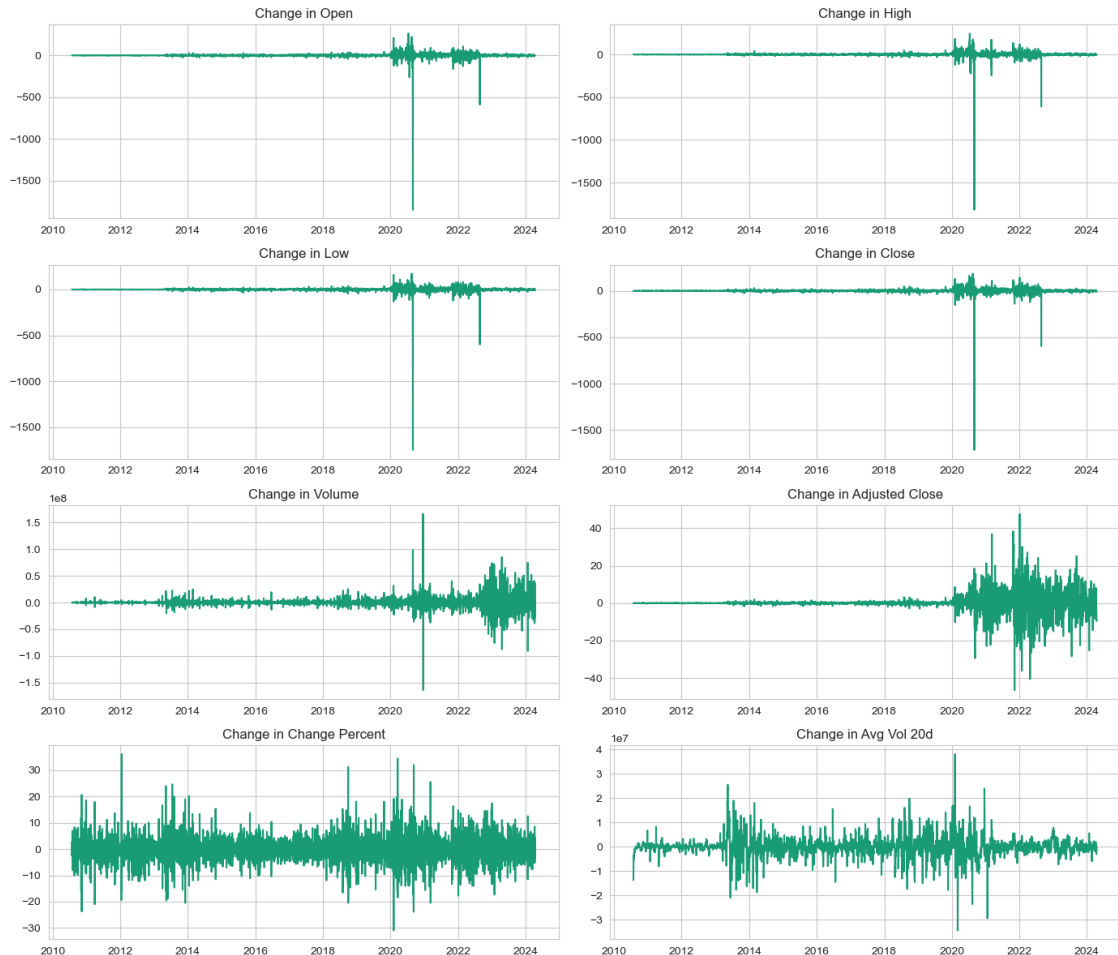 Change in Open
0
−500
−1000
−1500
2010 2012 2014 2016 2018 2020 2022 2024
Change in High
0
−500
−1000
−1500
2010 2012 2014 2016 2018 2020 2022 2024
Change in Low
0
−500
−1000
−1500
2010 2012 2014 2016 2018 2020 2022 2024
Change in Close
0
−500
−1000
−1500
2010 2012 2014 2016 2018 2020 2022 2024
Change in Volume
1e8
1.5
1.0
0.5
0.0
−0.5
−1.0
−1.5
2010 2012 2014 2016 2018 2020 2022 2024
Change in Adjusted Close
40
20
0
−20
−40
2010 2012 2014 2016 2018 2020 2022 2024
Change in Change Percent
30
20
10
0
−10
−20
−30
2010 2012 2014 2016 2018 2020 2022 2024
Change in Avg Vol 20d
1e7
4
3
2
1
0
−1
−2
−3
2010 2012 2014 2016 2018 2020 2022 2024